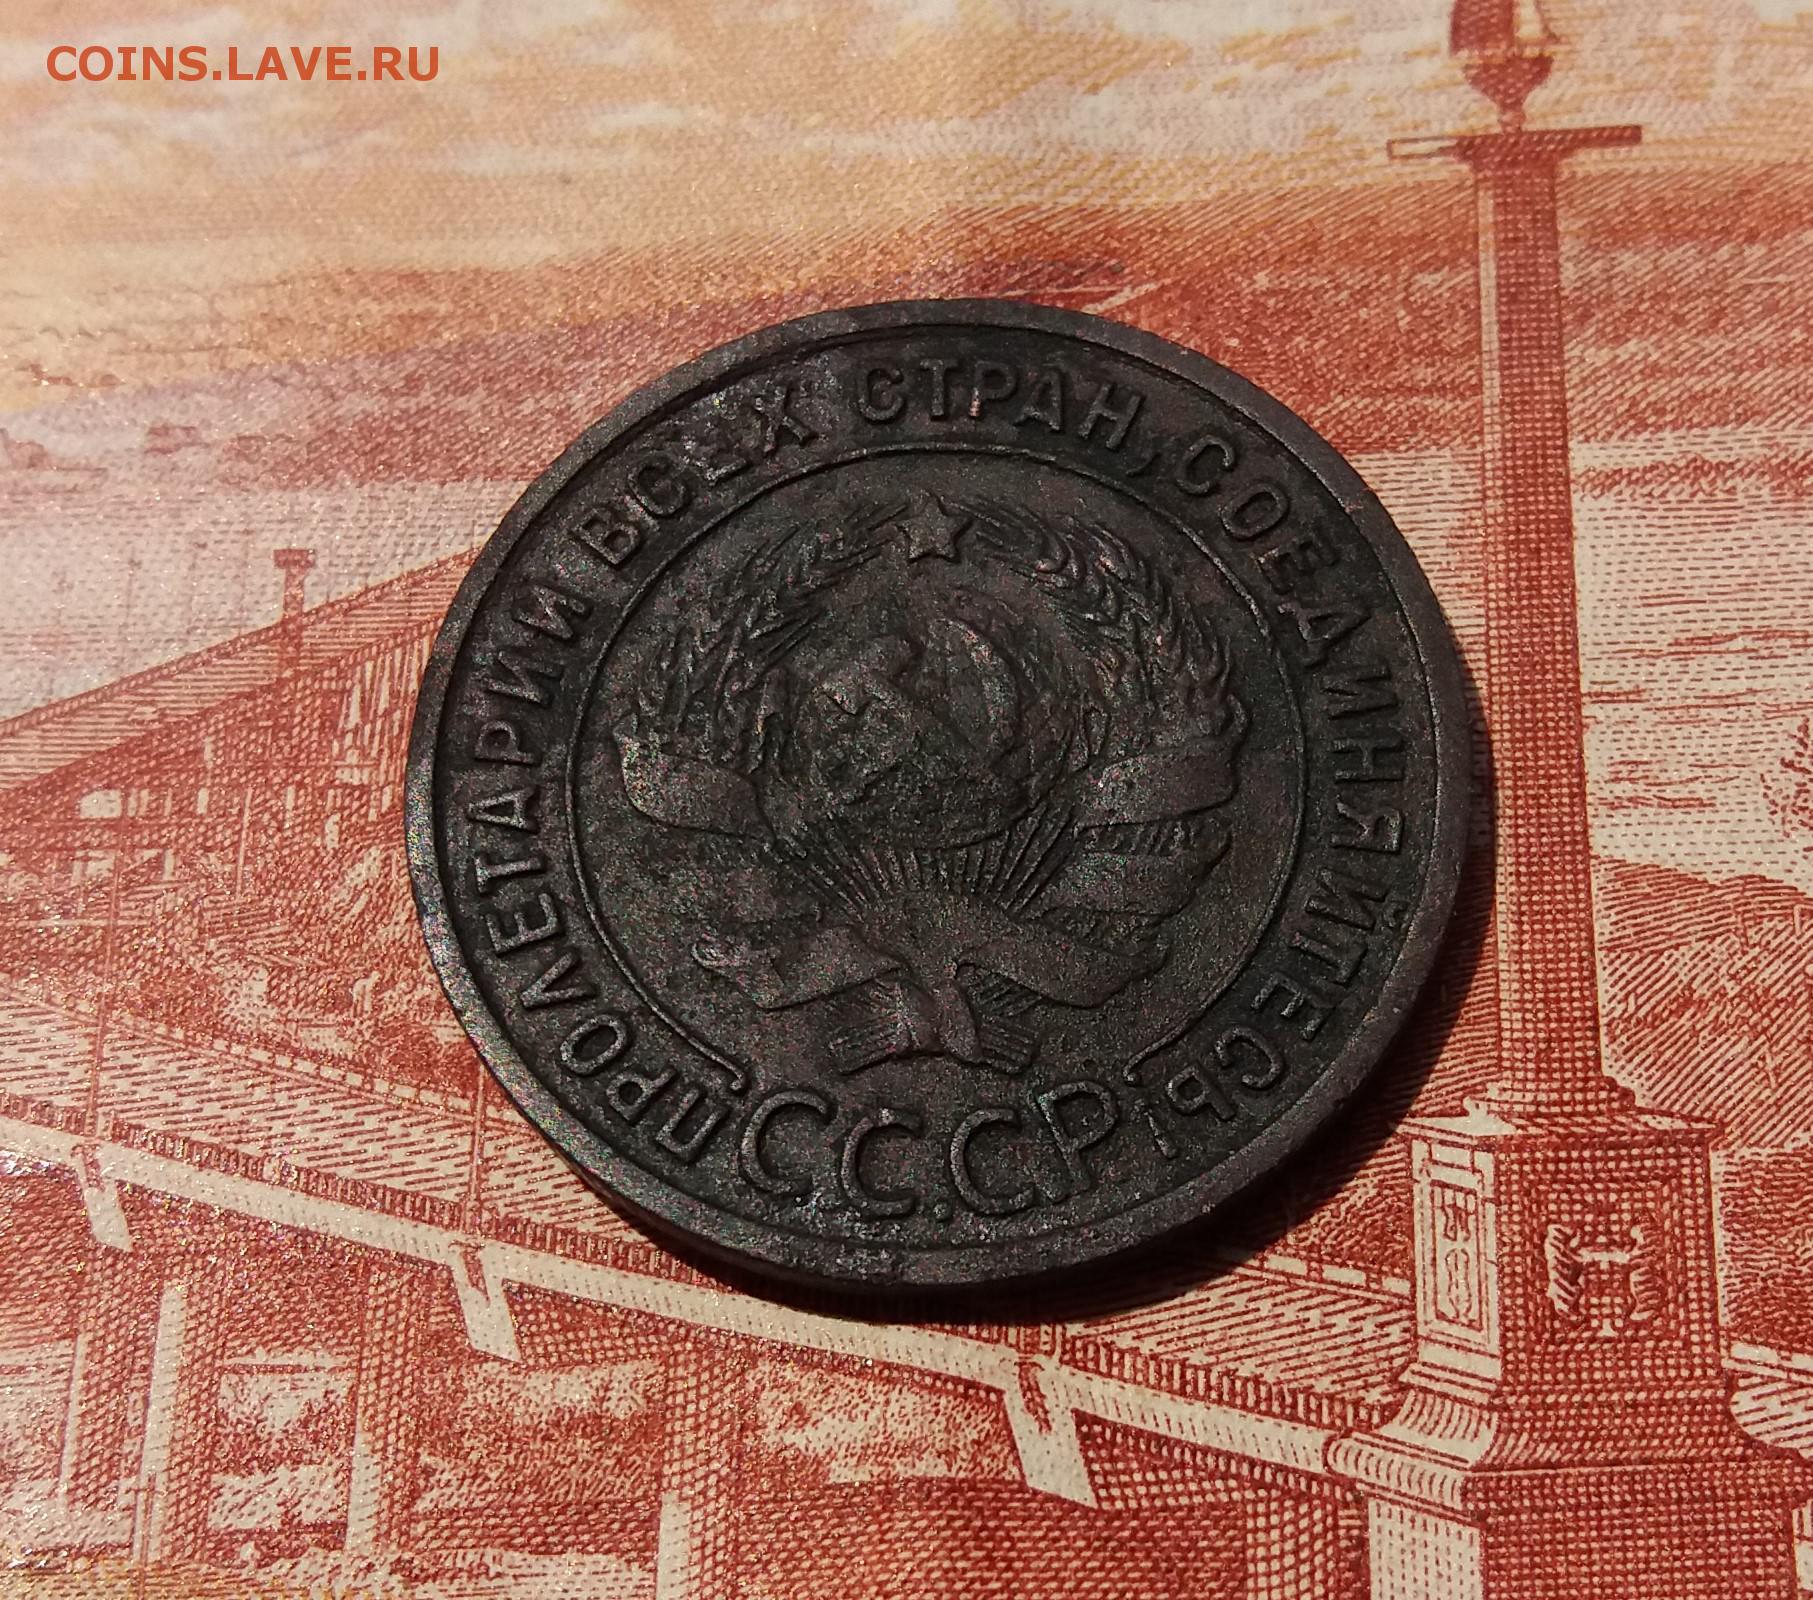 COINS.LAVE.RU
ПРОЛЕТАРИИ ВСЕХ СТРАН, СОЕДИНЯЙТЕСЬ!
С.С.С.Р.